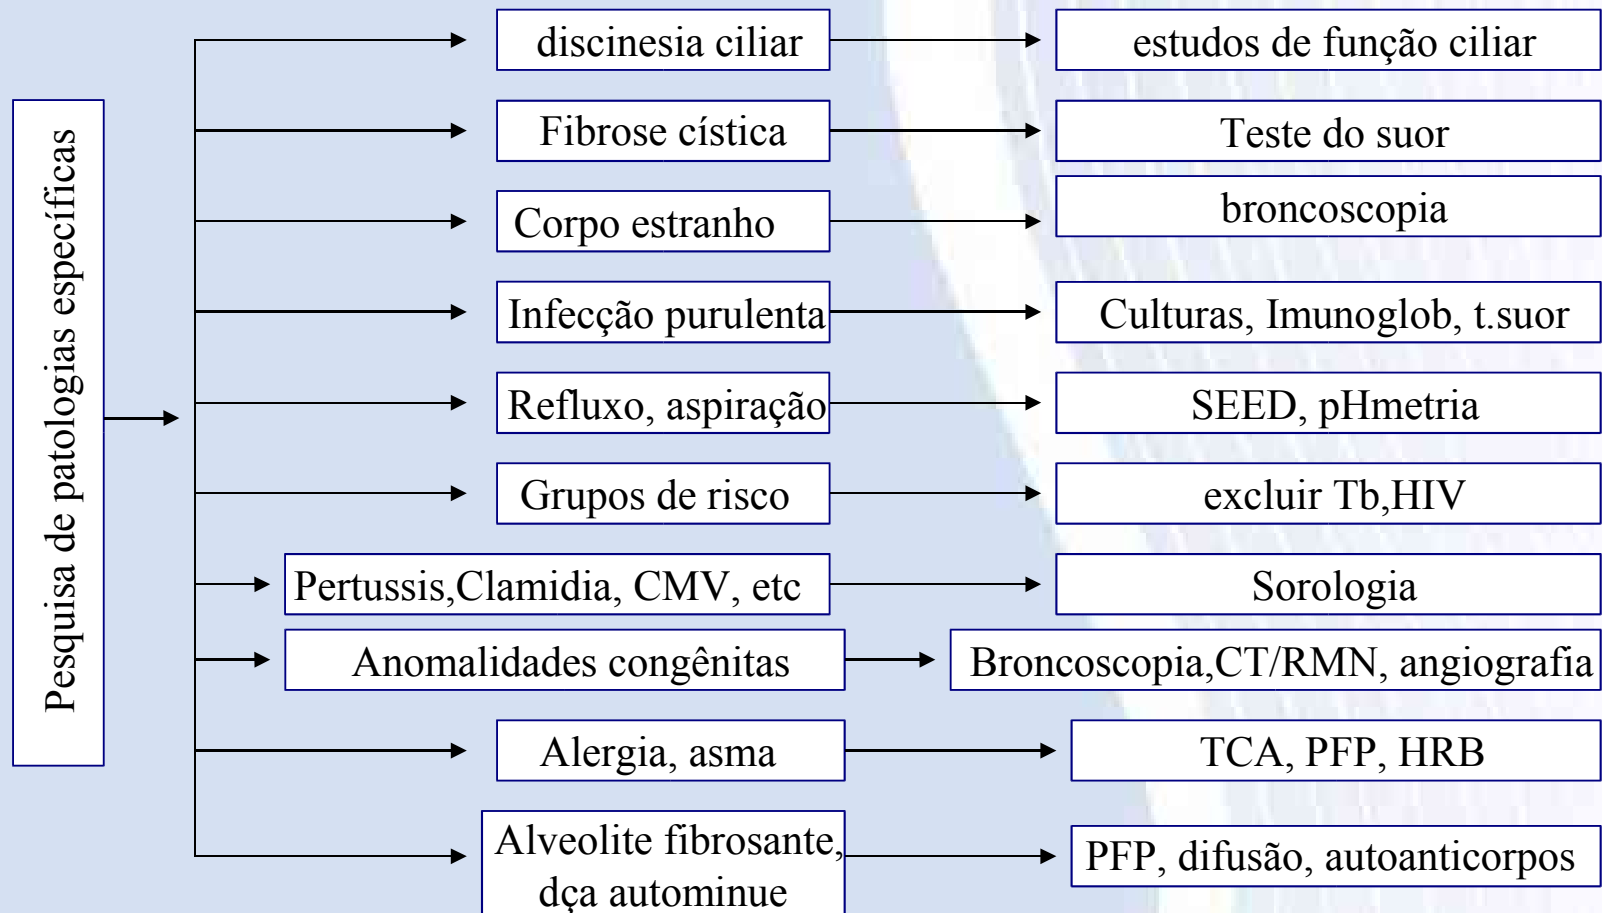 Pesquisa de patologias específicas
discinesia ciliar
estudos de função ciliar
Fibrose cística
Teste do suor
Corpo estranho
broncoscopia
Infecção purulenta
Culturas, Imunoglob, t.suor
Refluxo, aspiração
SEED, pHmetria
Grupos de risco
excluir Tb,HIV
Pertussis,Clamidia, CMV, etc
Sorologia
Anomalidades congênitas
Broncoscopia,CT/RMN, angiografia
Alergia, asma
TCA, PFP, HRB
Alveolite fibrosante,
dça autominue
PFP, difusão, autoanticorpos